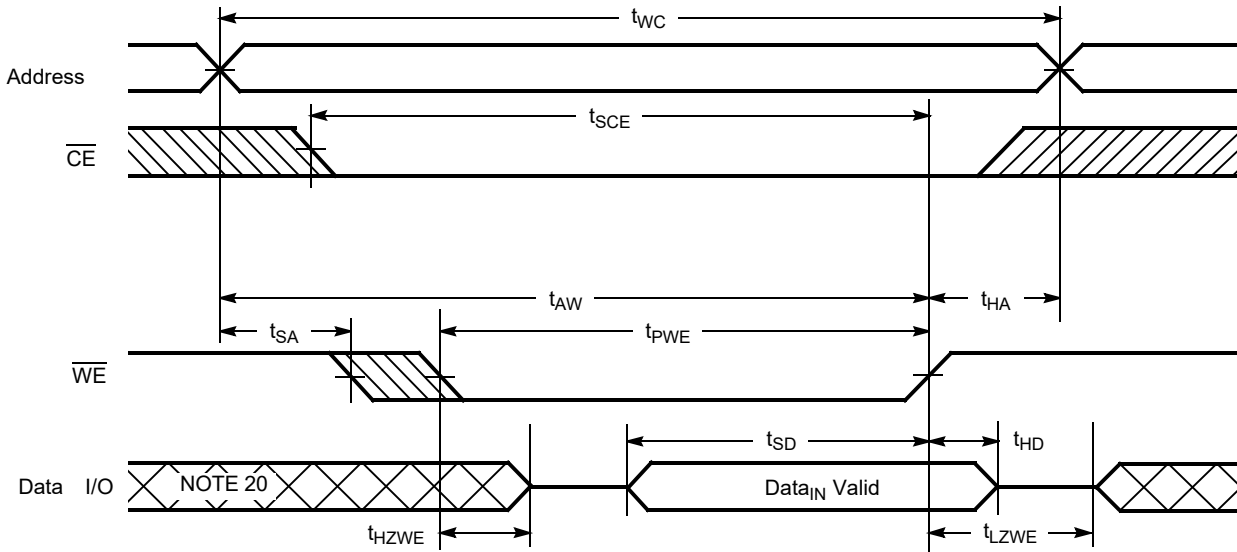 tWC
Address
tSCE
CE
tAW
tHA
tSA
tPWE
WE
tSD
tHD
Data I/O
NOTE 20
DataIN Valid
tHZWE
tLZWE